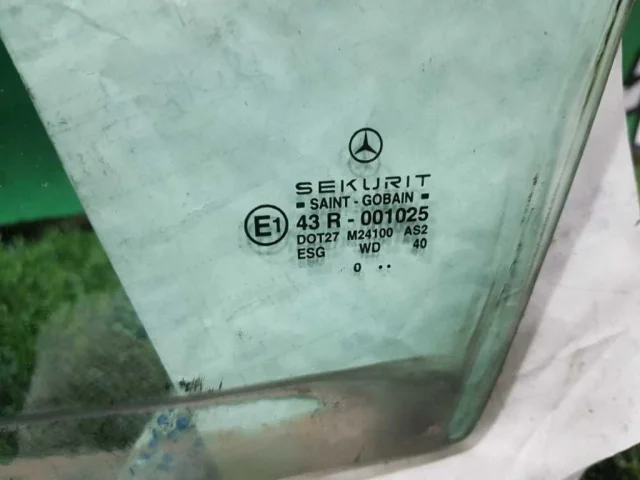 SEKURIT
SAINT - GOBAIN
E1 43 R - 001025
DOT27 M24100 AS2
ESG WD 40
0 ..